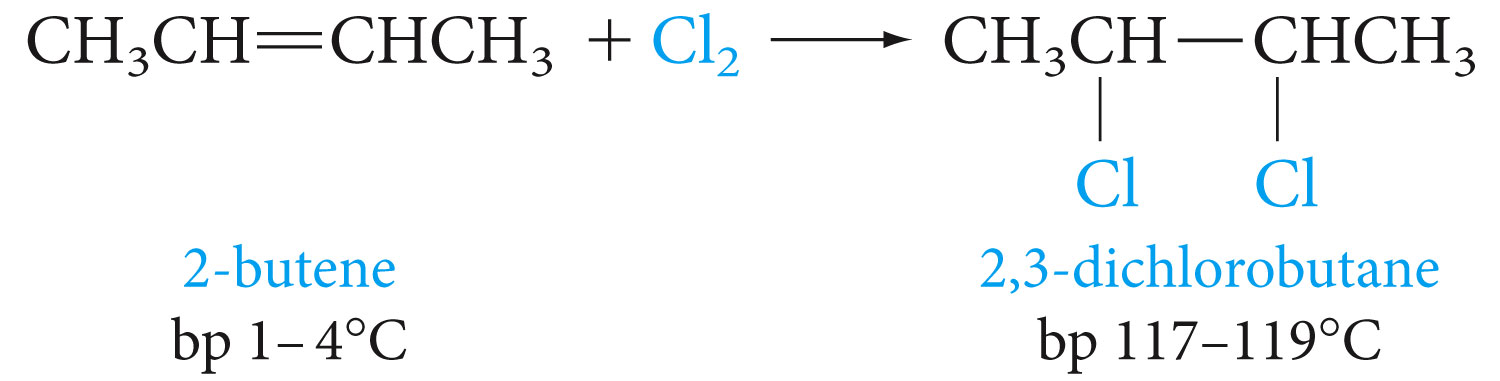 CH₃CH=CHCH₃ + Cl₂ ⟶ CH₃CH—CHCH₃
Cl Cl
2-butene 2,3-dichlorobutane
bp 1–4°C bp 117–119°C